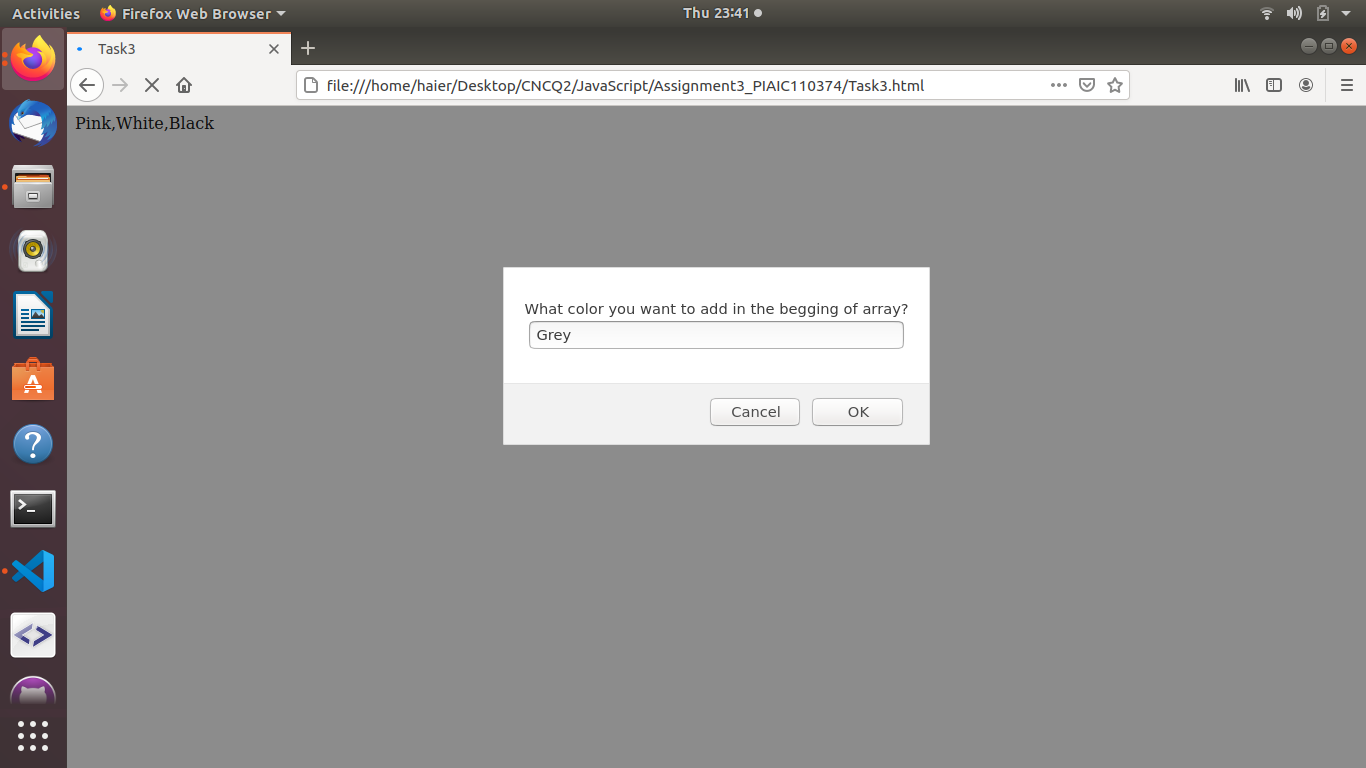 Activities Firefox Web Browser Thu 23:41
Task3
file:///home/haier/Desktop/CNCQ2/JavaScript/Assignment3_PIAIC110374/Task3.html
Pink,White,Black
What color you want to add in the begging of array?
Grey
Cancel OK